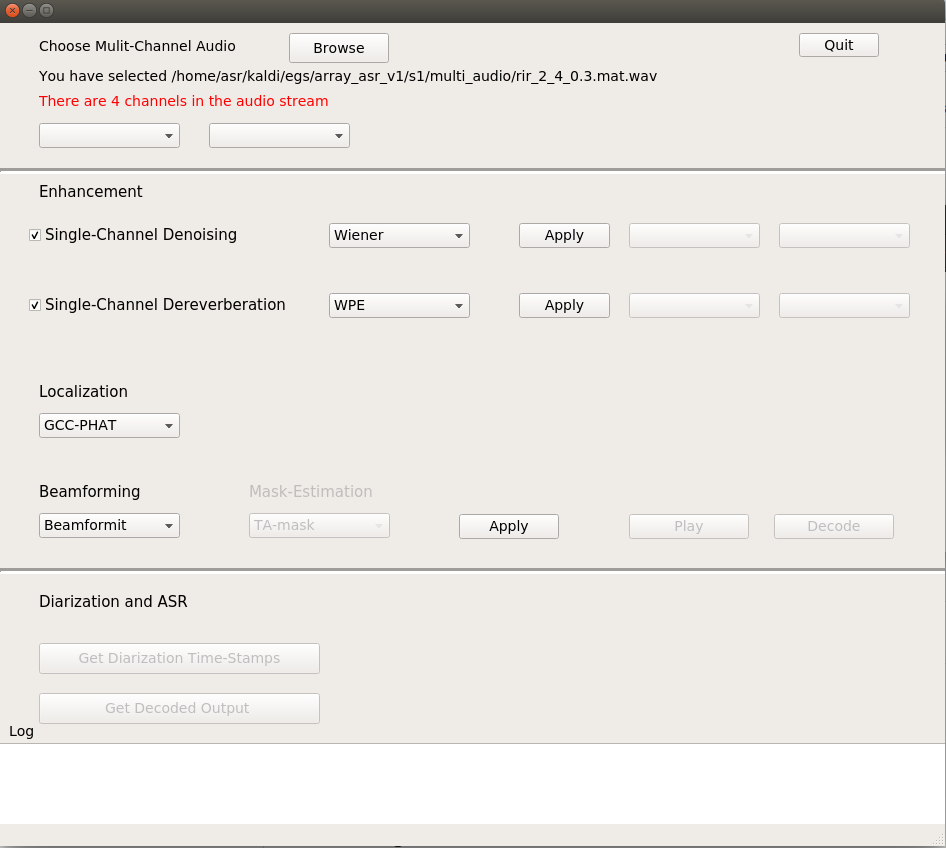 Choose Mulit-Channel Audio Browse Quit
You have selected /home/asr/kaldi/egs/array_asr_v1/s1/multi_audio/rir_2_4_0.3.mat.wav
There are 4 channels in the audio stream
Enhancement
Single-Channel Denoising Wiener Apply
Single-Channel Dereverberation WPE Apply
Localization
GCC-PHAT
Beamforming Mask-Estimation
Beamformit TA-mask Apply Play Decode
Diarization and ASR
Get Diarization Time-Stamps
Get Decoded Output
Log